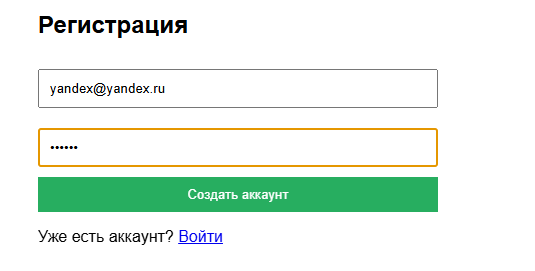 Регистрация
yandex@yandex.ru
••••••
Создать аккаунт
Уже есть аккаунт? Войти